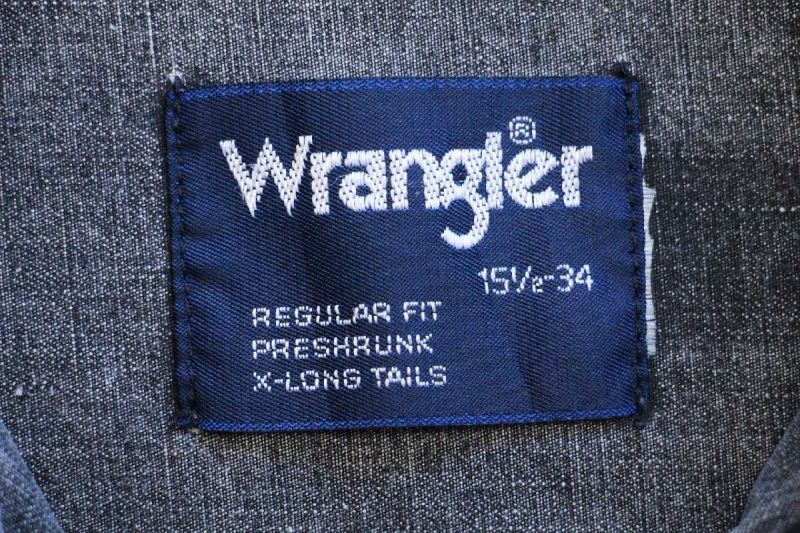 Wrangler®
15½-34
REGULAR FIT
PRESHRUNK
X-LONG TAILS